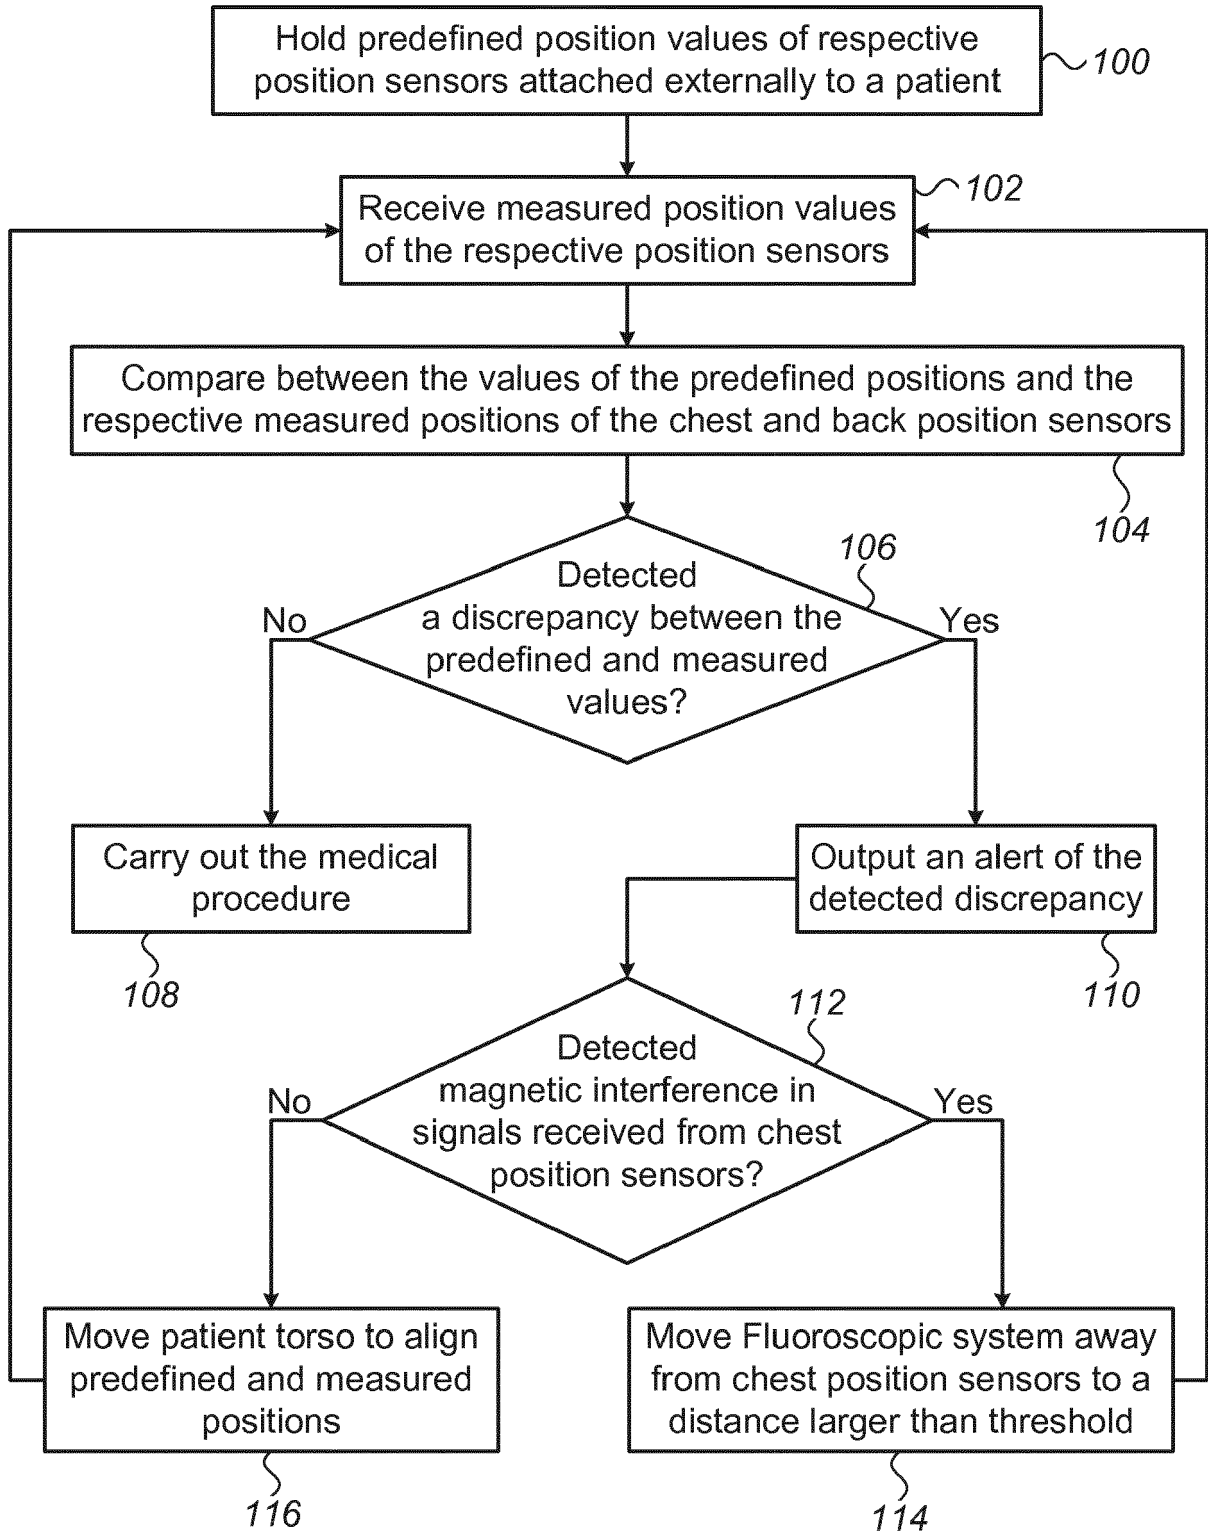 Hold predefined position values of respective
position sensors attached externally to a patient
100
102
Receive measured position values
of the respective position sensors
Compare between the values of the predefined positions and the
respective measured positions of the chest and back position sensors
104
106
Detected
a discrepancy between the
predefined and measured
values?
No
Yes
Carry out the medical
procedure
108
Output an alert of the
detected discrepancy
110
112
Detected
magnetic interference in
signals received from chest
position sensors?
No
Yes
Move patient torso to align
predefined and measured
positions
116
Move Fluoroscopic system away
from chest position sensors to a
distance larger than threshold
114